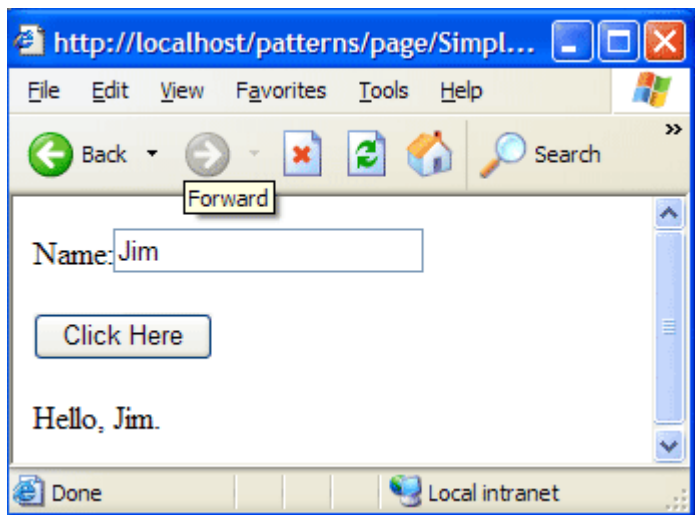 http://localhost/patterns/page/Simpl...
File Edit View Favorites Tools Help
Back Search »
Forward
Name: Jim
Click Here
Hello, Jim.
Done Local intranet